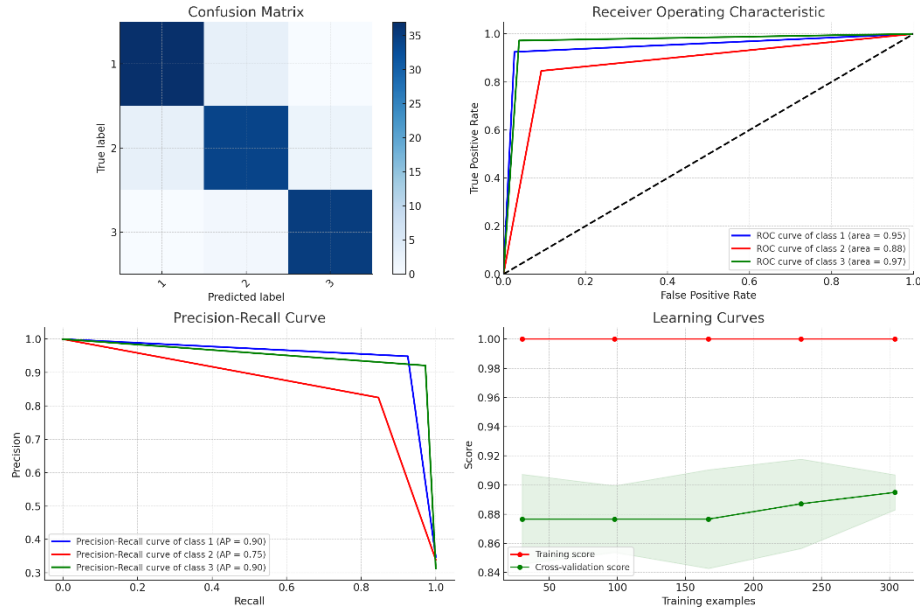 Confusion Matrix
True label
1
2
3
1
2
3
Predicted label
35
30
25
20
15
10
5
0
Receiver Operating Characteristic
True Positive Rate
1.0
0.8
0.6
0.4
0.2
0.0
0.0
0.2
0.4
0.6
0.8
1.0
False Positive Rate
ROC curve of class 1 (area = 0.95)
ROC curve of class 2 (area = 0.88)
ROC curve of class 3 (area = 0.97)
Precision-Recall Curve
Precision
1.0
0.9
0.8
0.7
0.6
0.5
0.4
0.3
0.0
0.2
0.4
0.6
0.8
1.0
Recall
Precision-Recall curve of class 1 (AP = 0.90)
Precision-Recall curve of class 2 (AP = 0.75)
Precision-Recall curve of class 3 (AP = 0.90)
Learning Curves
Score
1.00
0.98
0.96
0.94
0.92
0.90
0.88
0.86
0.84
50
100
150
200
250
300
Training examples
Training score
Cross-validation score